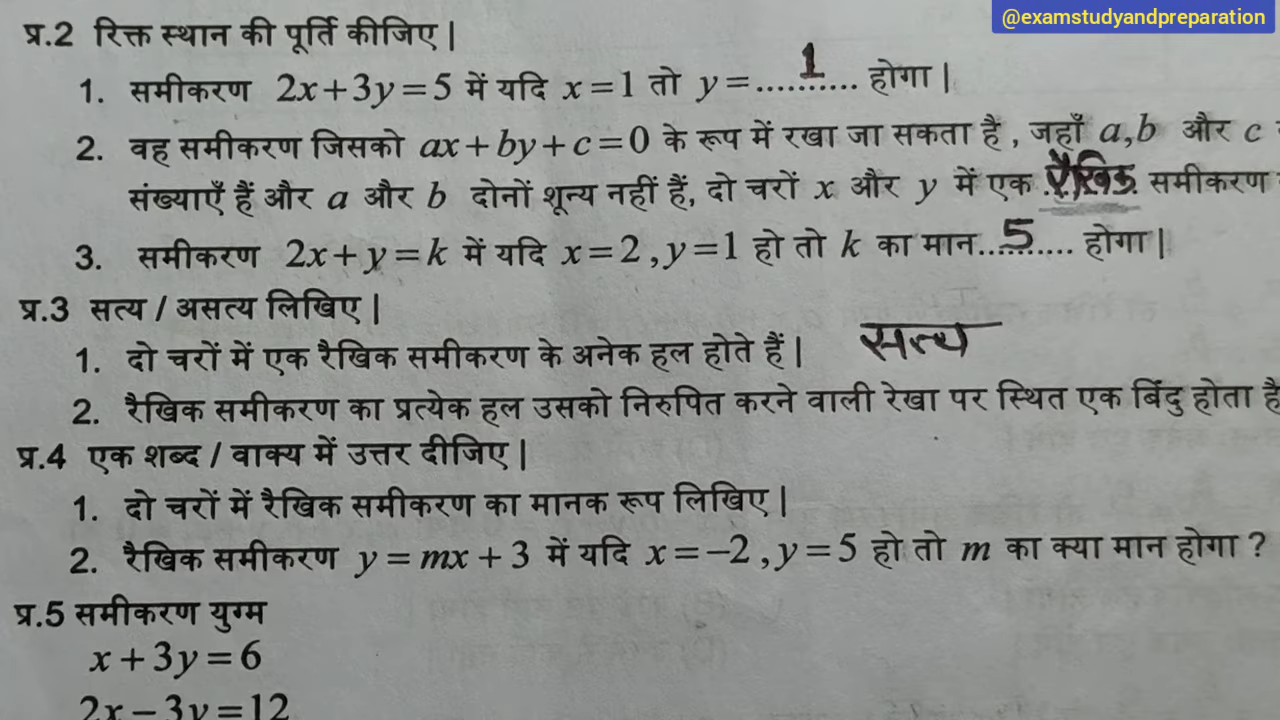 @examstudyandpreparation
प्र.2 रिक्त स्थान की पूर्ति कीजिए |
1. समीकरण 2x+3y=5 में यदि x=1 तो y=....1.... होगा |
2. वह समीकरण जिसको ax+by+c=0 के रूप में रखा जा सकता है , जहाँ a,b और c
संख्याएँ हैं और a और b दोनों शून्य नहीं हैं, दो चरों x और y में एक रैखिक समीकरण
3. समीकरण 2x+y=k में यदि x=2 ,y=1 हो तो k का मान...5.... होगा |
प्र.3 सत्य / असत्य लिखिए |
1. दो चरों में एक रैखिक समीकरण के अनेक हल होते हैं | सत्य
2. रैखिक समीकरण का प्रत्येक हल उसको निरुपित करने वाली रेखा पर स्थित एक बिंदु होता है
प्र.4 एक शब्द / वाक्य में उत्तर दीजिए |
1. दो चरों में रैखिक समीकरण का मानक रूप लिखिए |
2. रैखिक समीकरण y=mx+3 में यदि x=-2 ,y=5 हो तो m का क्या मान होगा ?
प्र.5 समीकरण युग्म
x+3y=6
2x-3y=12